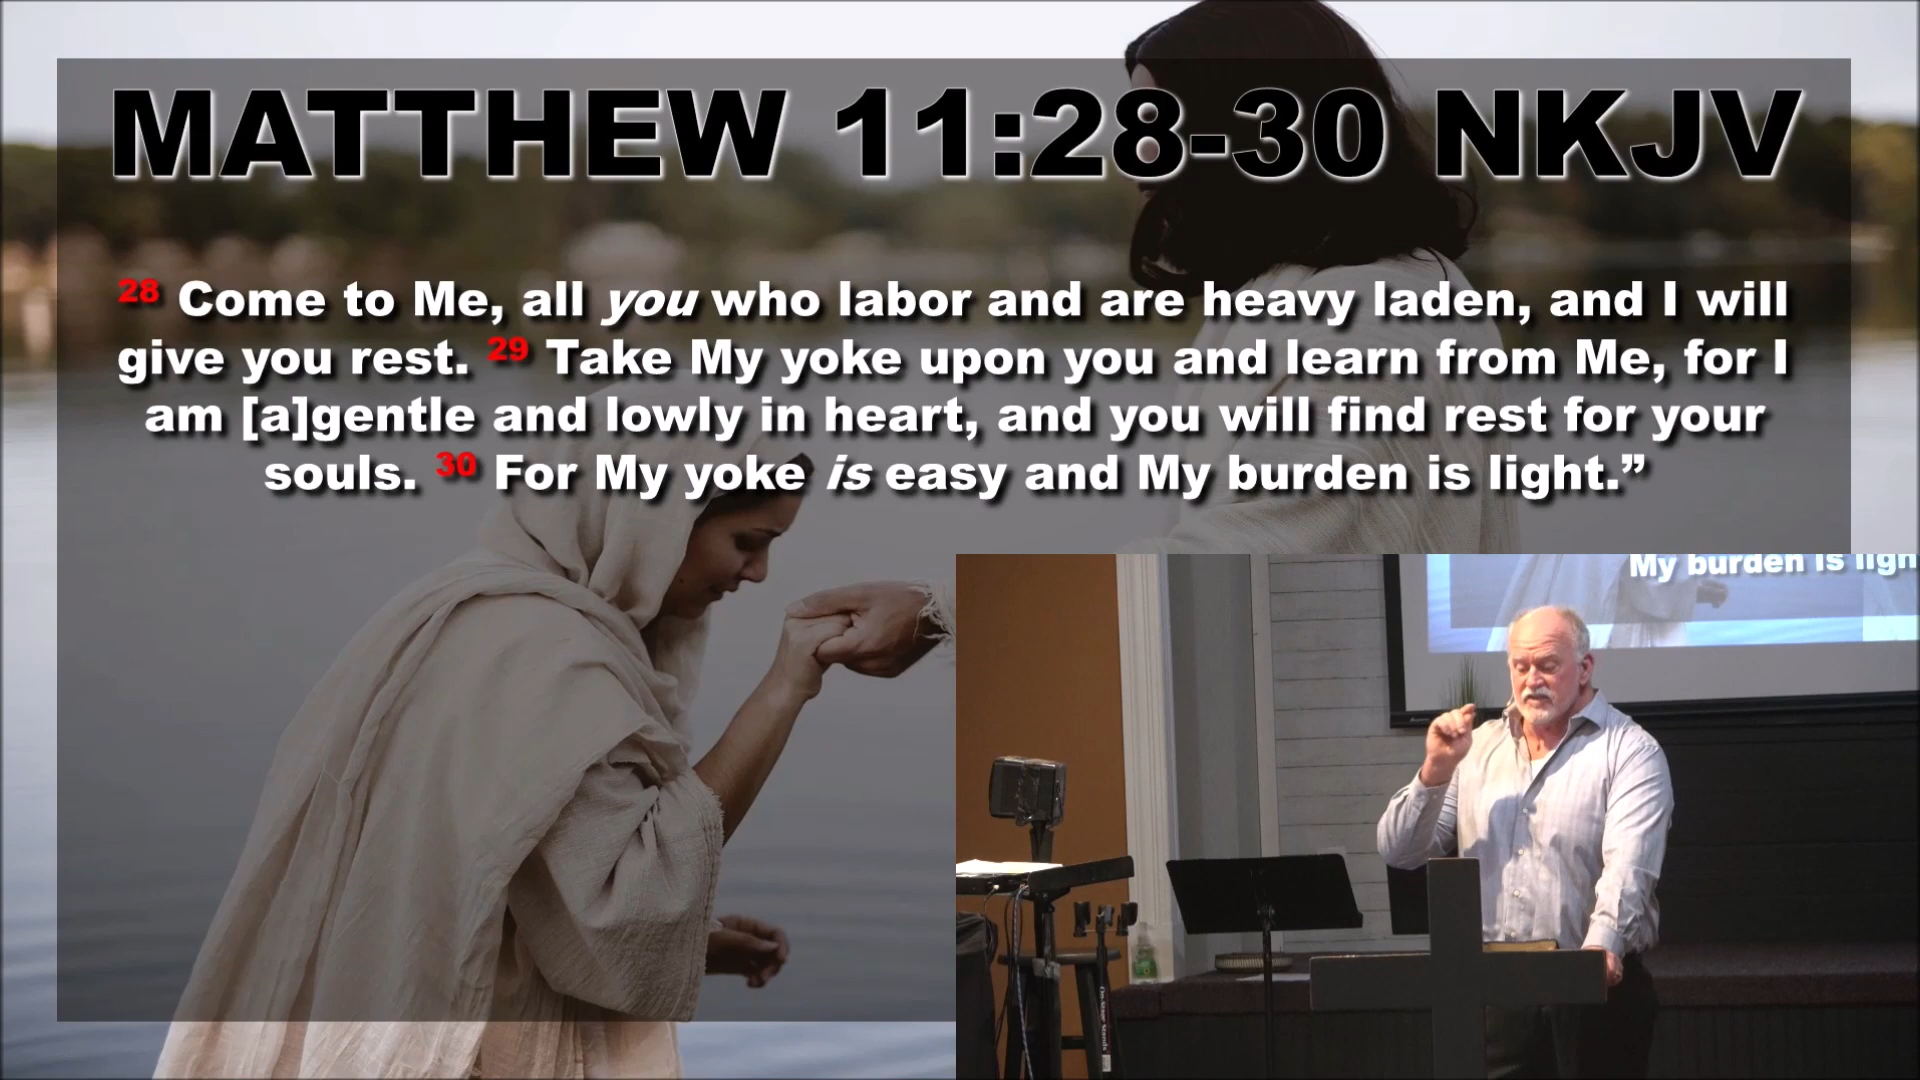 MATTHEW 11:28-30 NKJV
28 Come to Me, all you who labor and are heavy laden, and I will
give you rest. 29 Take My yoke upon you and learn from Me, for I
am [a]gentle and lowly in heart, and you will find rest for your
souls. 30 For My yoke is easy and My burden is light.”
My burden is ligh
On-Stage Stands